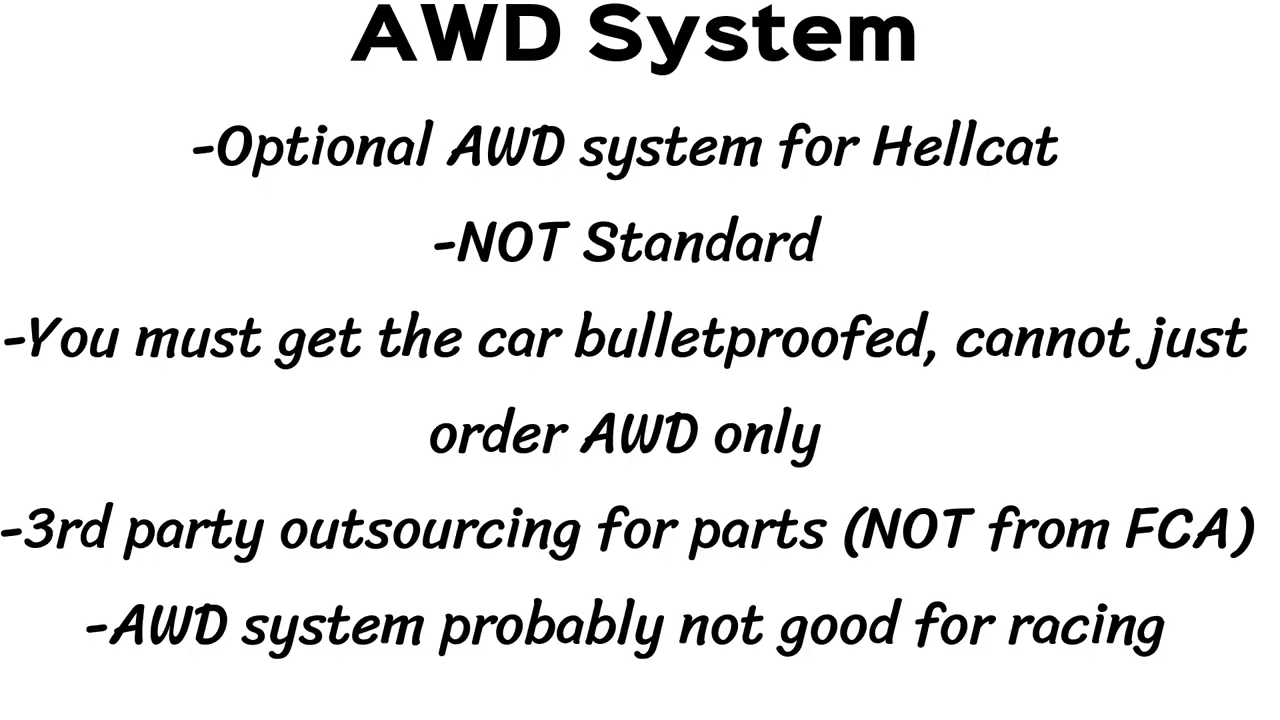 AWD System
-Optional AWD system for Hellcat
-NOT Standard
-You must get the car bulletproofed, cannot just
order AWD only
-3rd party outsourcing for parts (NOT from FCA)
-AWD system probably not good for racing